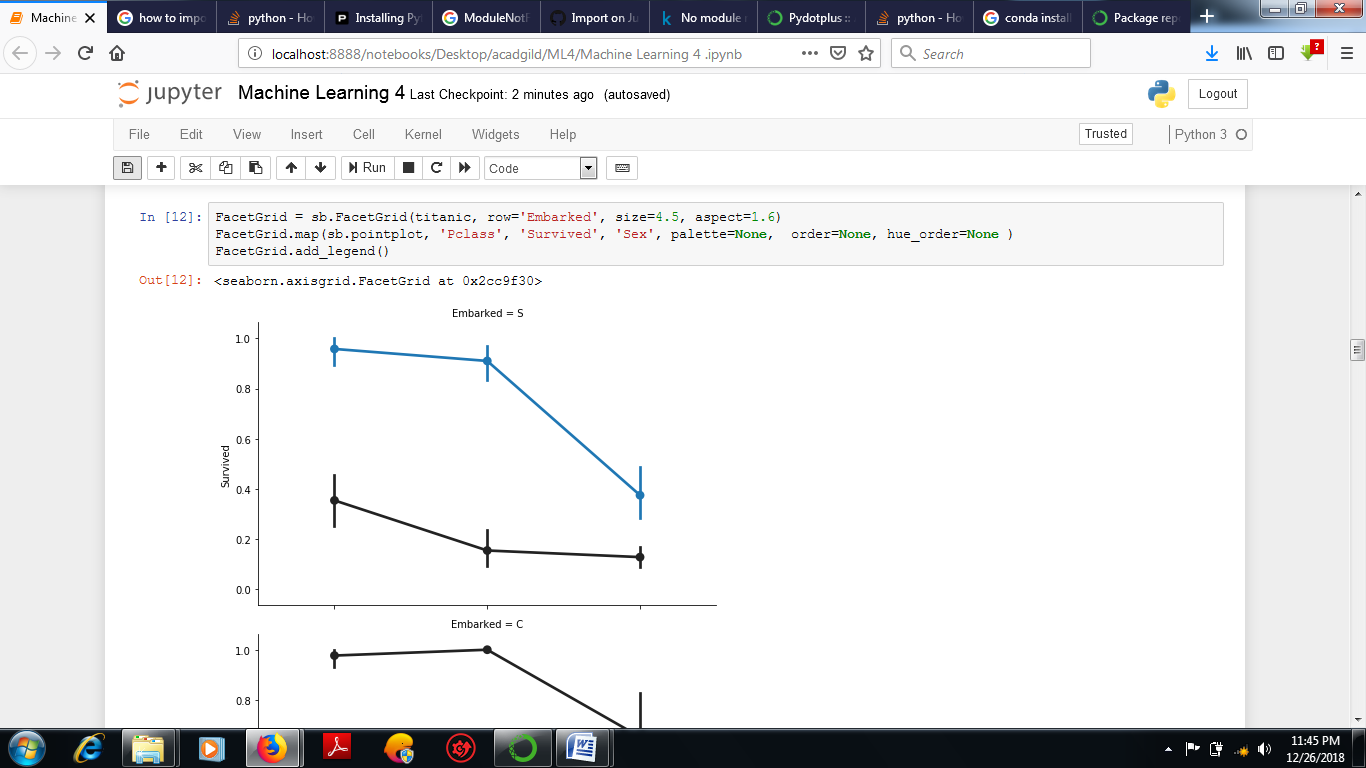 Machine
how to impo
python - Ho
Installing Py
ModuleNotF
Import on Ju
No module
Pydotplus ::
python - Ho
conda install
Package rep
localhost:8888/notebooks/Desktop/acadgild/ML4/Machine Learning 4 .ipynb
Search
jupyter Machine Learning 4 Last Checkpoint: 2 minutes ago (autosaved)
Logout
File Edit View Insert Cell Kernel Widgets Help
Trusted
Python 3
Run
Code
In [12]: FacetGrid = sb.FacetGrid(titanic, row='Embarked', size=4.5, aspect=1.6)
FacetGrid.map(sb.pointplot, 'Pclass', 'Survived', 'Sex', palette=None,  order=None, hue_order=None )
FacetGrid.add_legend()
Out[12]: <seaborn.axisgrid.FacetGrid at 0x2cc9f30>
Embarked = S
1.0
0.8
0.6
0.4
0.2
0.0
Survived
Embarked = C
1.0
0.8
11:45 PM
12/26/2018